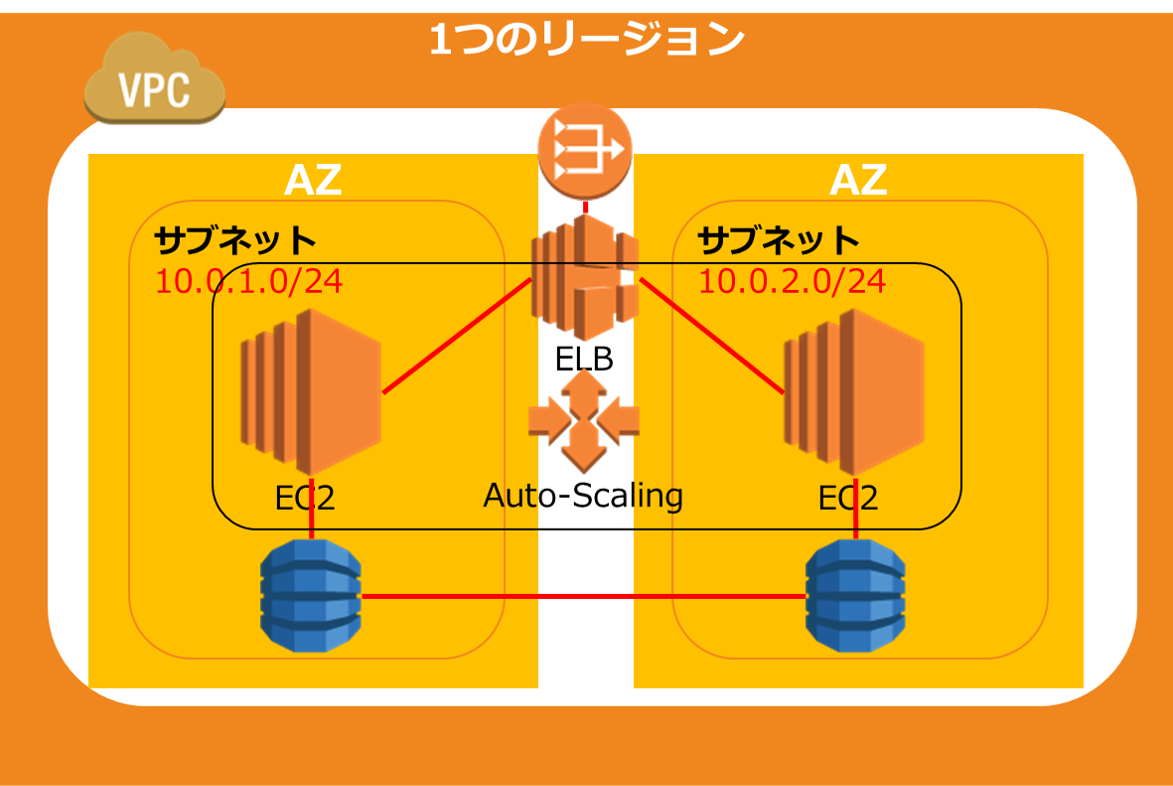 1つのリージョン
VPC
AZ
サブネット
10.0.1.0/24
EC2
ELB
Auto-Scaling
AZ
サブネット
10.0.2.0/24
EC2